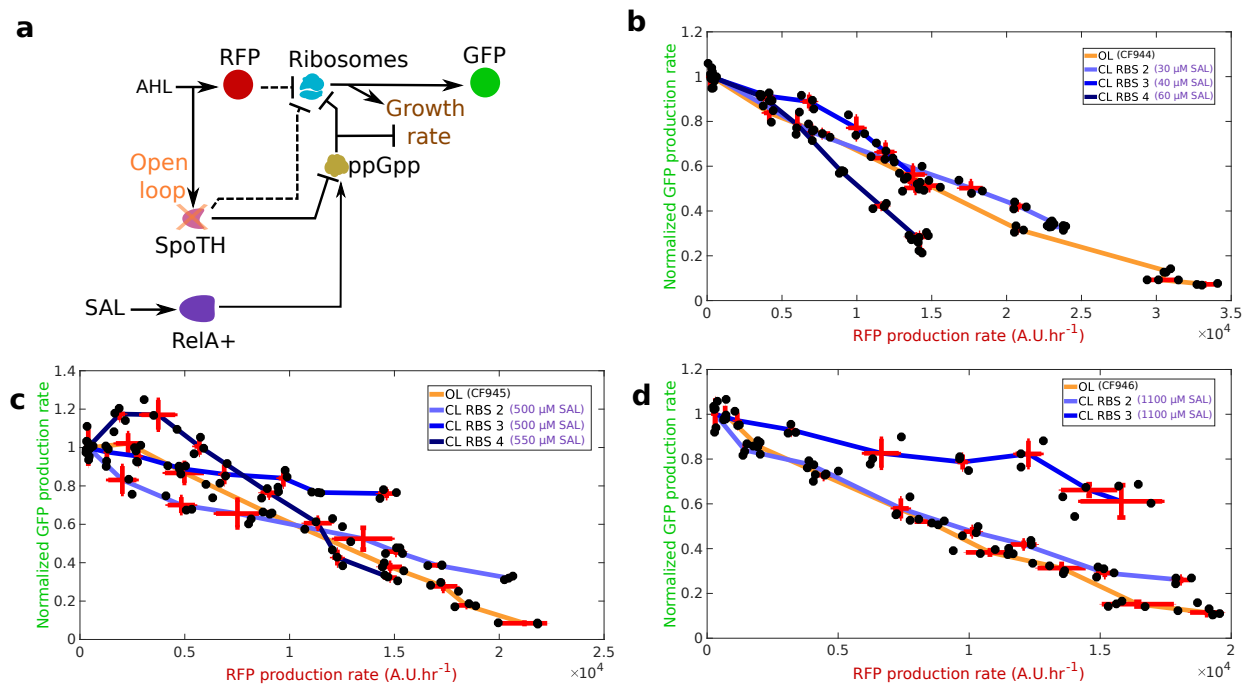 a
RFP
Ribosomes
GFP
AHL
Growth
rate
Open
loop
ppGpp
SpoTH
SAL
RelA+
b
Normalized GFP production rate
1.2
1
0.8
0.6
0.4
0.2
0
OL (CF944)
CL RBS 2 (30 µM SAL)
CL RBS 3 (40 µM SAL)
CL RBS 4 (60 µM SAL)
0 0.5 1 1.5 2 2.5 3 3.5
RFP production rate (A.U.hr⁻¹) ×10⁴
c
Normalized GFP production rate
1.4
1.2
1
0.8
0.6
0.4
0.2
0
OL (CF945)
CL RBS 2 (500 µM SAL)
CL RBS 3 (500 µM SAL)
CL RBS 4 (550 µM SAL)
0 0.5 1 1.5 2 2.5
RFP production rate (A.U.hr⁻¹) ×10⁴
d
Normalized GFP production rate
1.2
1
0.8
0.6
0.4
0.2
0
OL (CF946)
CL RBS 2 (1100 µM SAL)
CL RBS 3 (1100 µM SAL)
0 0.5 1 1.5 2
RFP production rate (A.U.hr⁻¹) ×10⁴